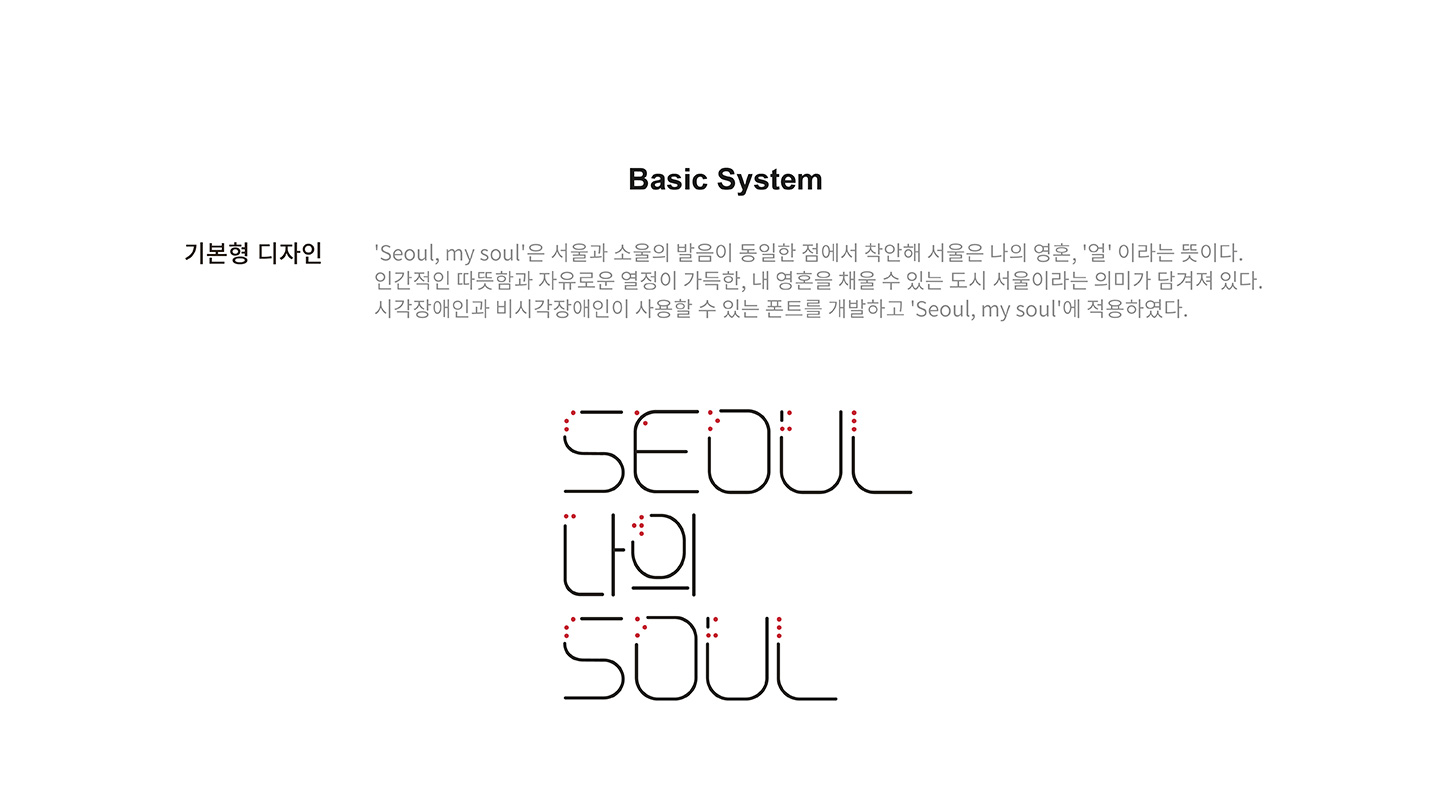 Basic System
기본형 디자인
'Seoul, my soul'은 서울과 소울의 발음이 동일한 점에서 착안해 서울은 나의 영혼, '얼' 이라는 뜻이다.
인간적인 따뜻함과 자유로운 열정이 가득한, 내 영혼을 채울 수 있는 도시 서울이라는 의미가 담겨져 있다.
시각장애인과 비시각장애인이 사용할 수 있는 폰트를 개발하고 'Seoul, my soul'에 적용하였다.
SEOUL
나의
SOUL